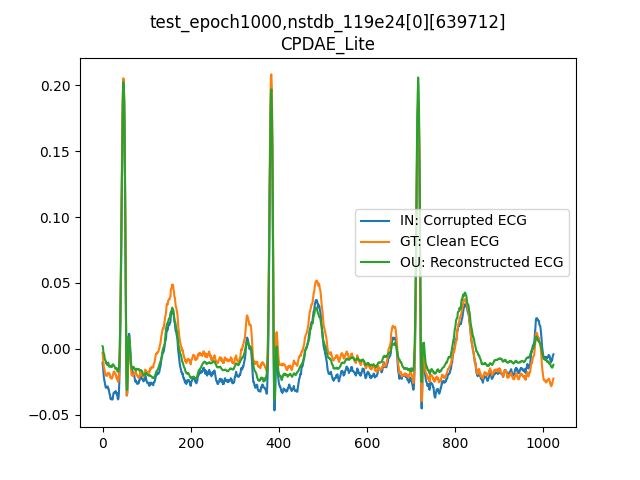 test_epoch1000,nstdb_119e24[0][639712]
CPDAE_Lite
0.20
0.15
0.10
0.05
0.00
−0.05
IN: Corrupted ECG
GT: Clean ECG
OU: Reconstructed ECG
0
200
400
600
800
1000